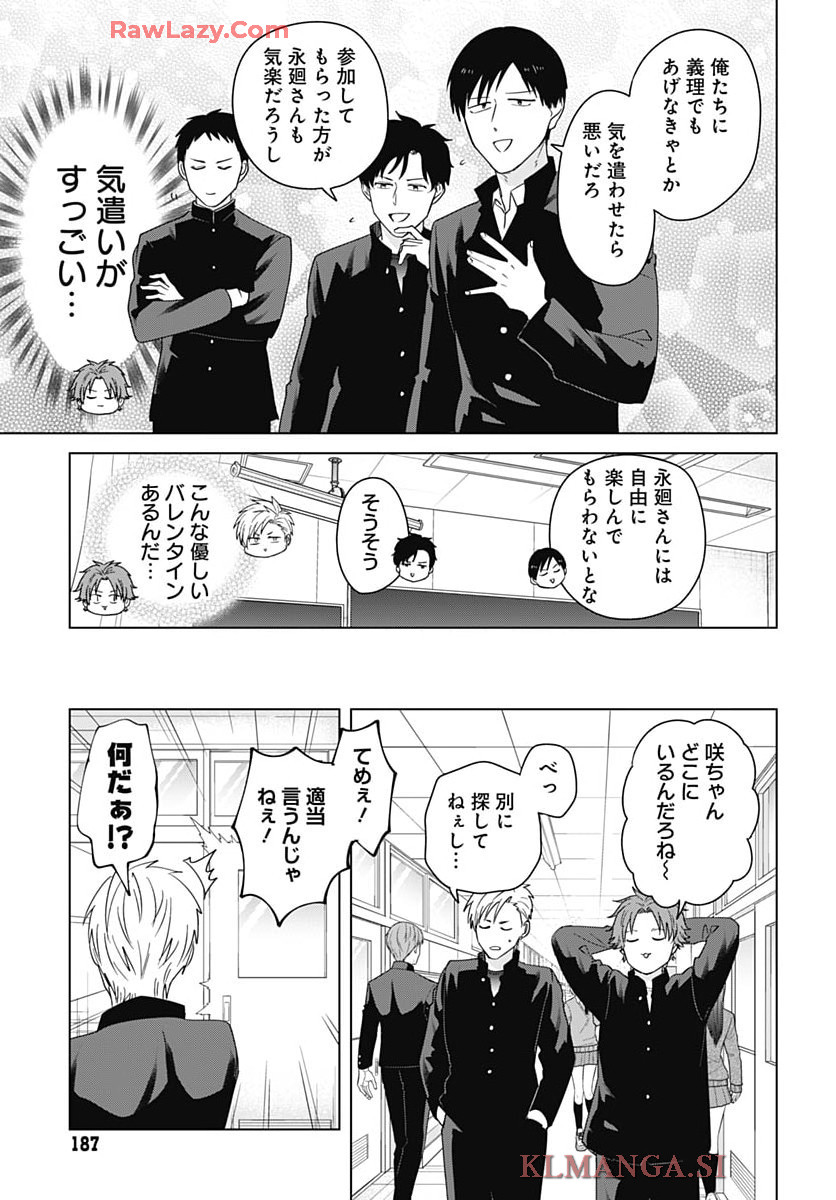 RawLazy.Com
俺たちに
義理でも
あげなきゃとか
気を遣わせたら
悪いだろ
参加して
もらった方が
永廻さんも
気楽だろうし
気遣いが
すっごい…
永廻さんには
自由に
楽しんで
もらわないとな
そうそう
こんな優しい
バレンタイン
あるんだ…
咲ちゃん
どこに
いるんだろね〜
べっ
別に
探して
ねぇし…
てめぇ!
適当
言うんじゃ
ねぇ!
何だぁ!?
187
KLMANGA.SI